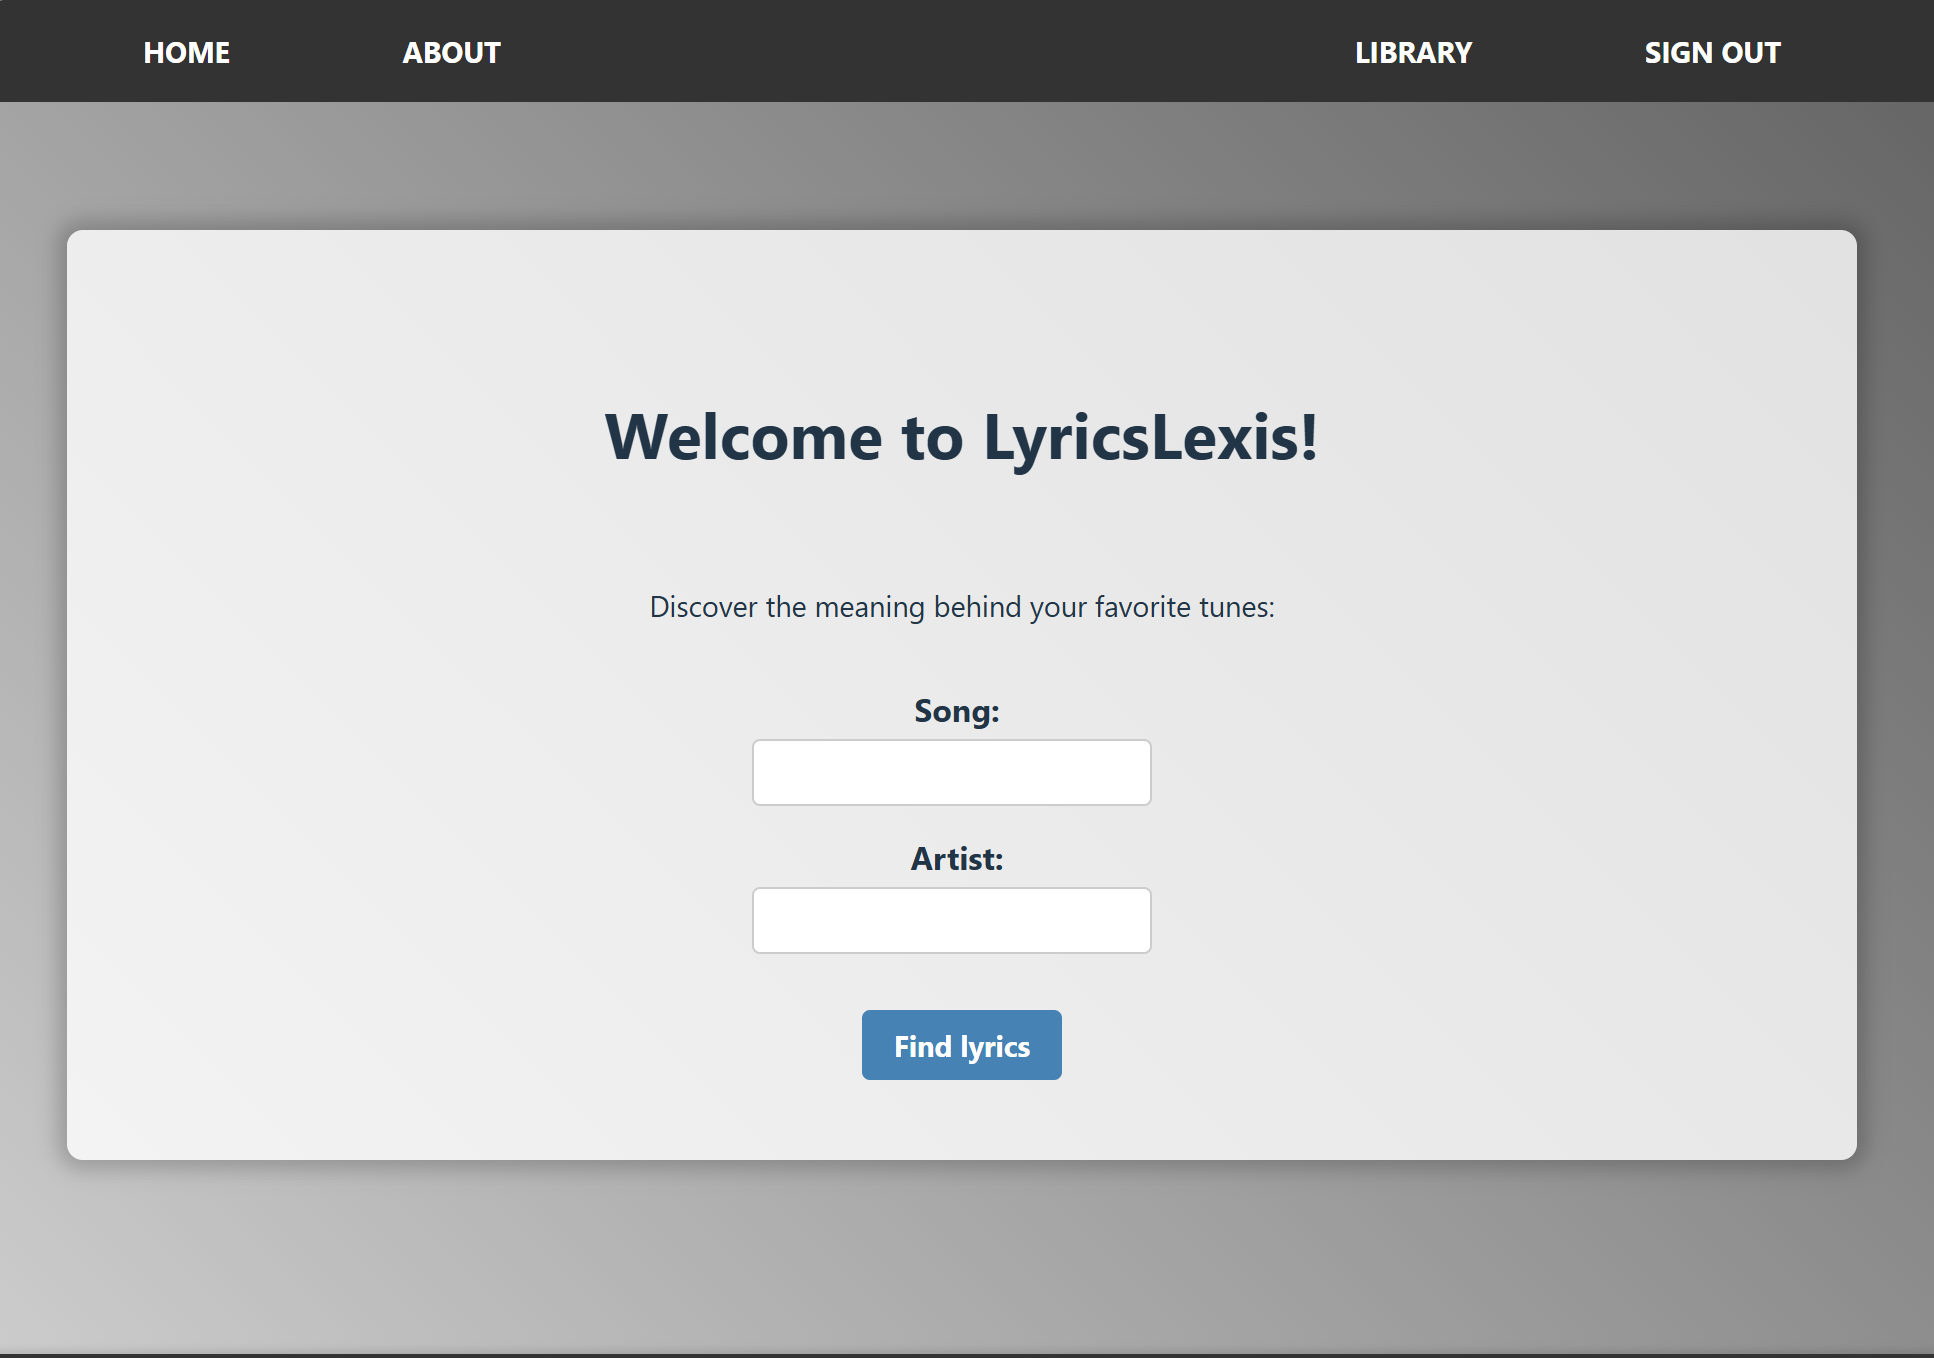 HOME ABOUT LIBRARY SIGN OUT
Welcome to LyricsLexis!
Discover the meaning behind your favorite tunes:
Song:
Artist:
Find lyrics